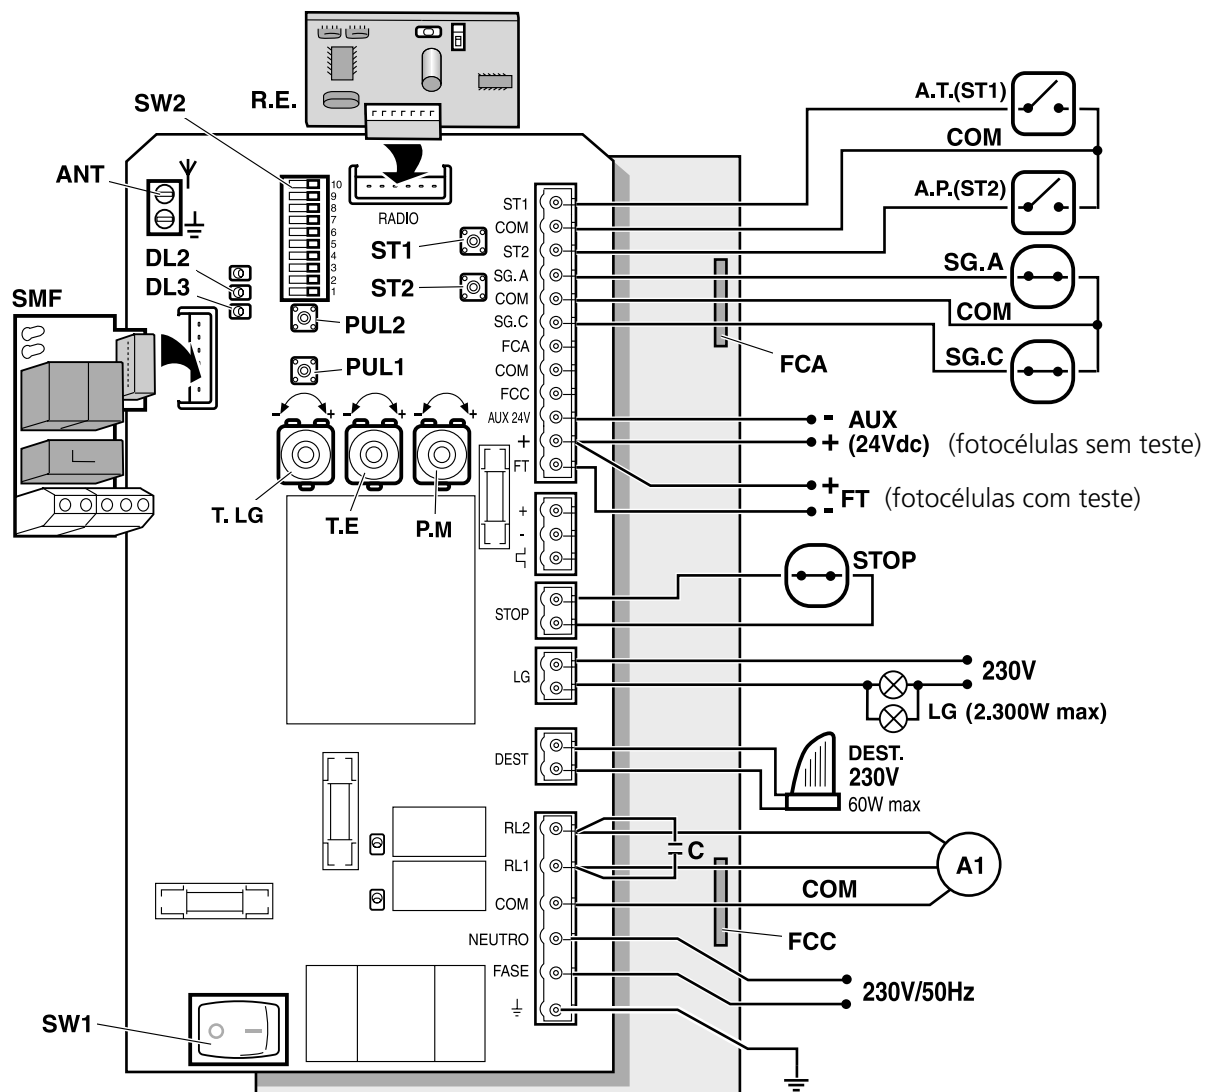 R.E.
SW2
ANT
DL2
DL3
SMF
10
9
8
7
6
5
4
3
2
1
RADIO
ST1
ST2
PUL2
PUL1
- +
- +
- +
T. LG
T.E
P.M
ST1
COM
ST2
SG.A
COM
SG.C
FCA
COM
FCC
AUX 24V
+
FT
+
-
STOP
LG
DEST
RL2
RL1
COM
NEUTRO
FASE
SW1
A.T.(ST1)
COM
A.P.(ST2)
SG.A
COM
SG.C
FCA
- AUX
+ (24Vdc) (fotocélulas sem teste)
+
FT (fotocélulas com teste)
-
STOP
230V
LG (2.300W max)
DEST.
230V
60W max
C
A1
COM
FCC
230V/50Hz